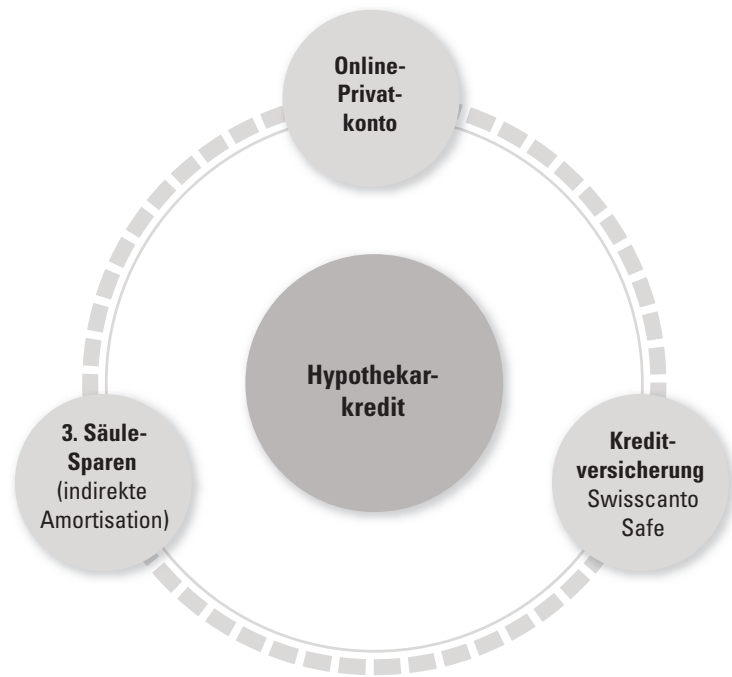 Online-
Privat-
konto
Hypothekar-
kredit
3. Säule-
Sparen
(indirekte
Amortisation)
Kredit-
versicherung
Swisscanto
Safe